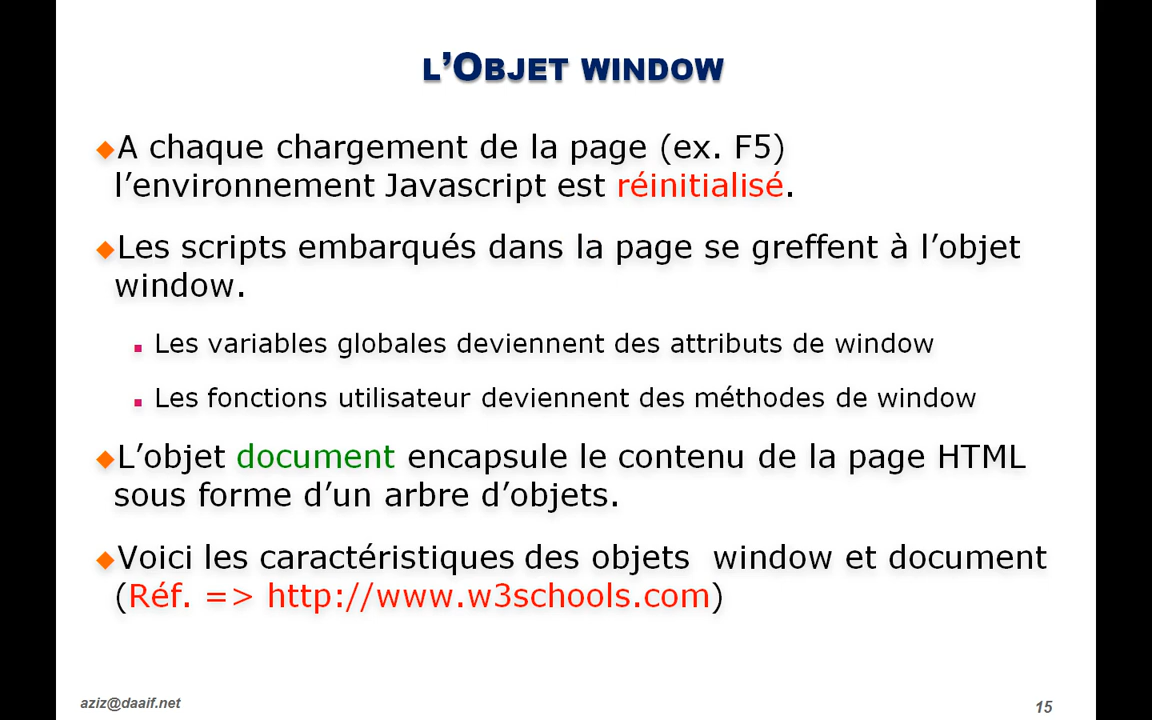 L'OBJET WINDOW
A chaque chargement de la page (ex. F5)
l'environnement Javascript est réinitialisé.
Les scripts embarqués dans la page se greffent à l'objet
window.
Les variables globales deviennent des attributs de window
Les fonctions utilisateur deviennent des méthodes de window
L'objet document encapsule le contenu de la page HTML
sous forme d'un arbre d'objets.
Voici les caractéristiques des objets  window et document
(Réf. => http://www.w3schools.com)
aziz@daaif.net
15